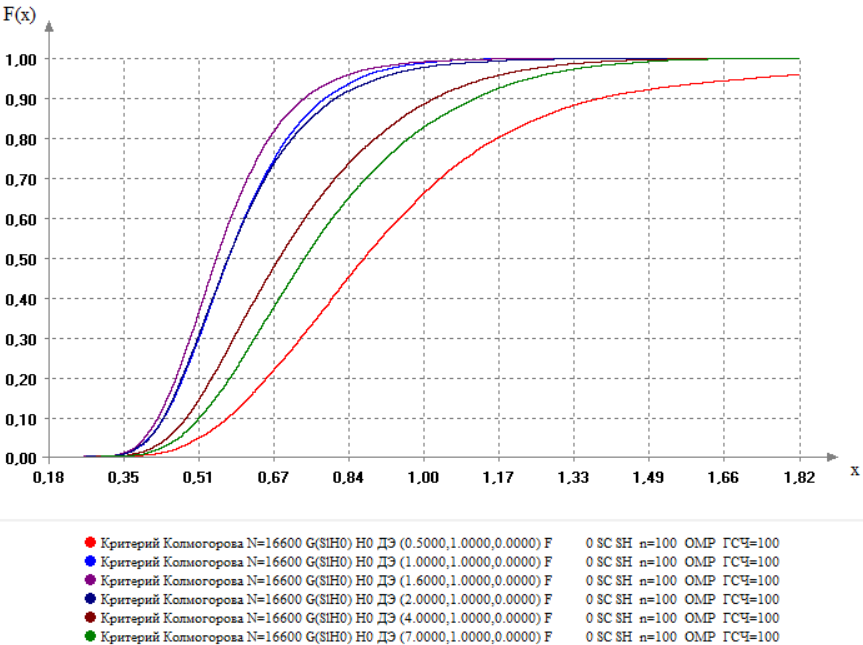 F(x)
1,00
0,90
0,80
0,70
0,60
0,50
0,40
0,30
0,20
0,10
0,00
0,18 0,35 0,51 0,67 0,84 1,00 1,17 1,33 1,49 1,66 1,82 x
Критерий Колмогорова N=16600 G(S|H0) H0 ДЭ (0.5000,1.0000,0.0000) F 0 SC SH n=100 ОМР ГСЧ=100
Критерий Колмогорова N=16600 G(S|H0) H0 ДЭ (1.0000,1.0000,0.0000) F 0 SC SH n=100 ОМР ГСЧ=100
Критерий Колмогорова N=16600 G(S|H0) H0 ДЭ (1.6000,1.0000,0.0000) F 0 SC SH n=100 ОМР ГСЧ=100
Критерий Колмогорова N=16600 G(S|H0) H0 ДЭ (2.0000,1.0000,0.0000) F 0 SC SH n=100 ОМР ГСЧ=100
Критерий Колмогорова N=16600 G(S|H0) H0 ДЭ (4.0000,1.0000,0.0000) F 0 SC SH n=100 ОМР ГСЧ=100
Критерий Колмогорова N=16600 G(S|H0) H0 ДЭ (7.0000,1.0000,0.0000) F 0 SC SH n=100 ОМР ГСЧ=100